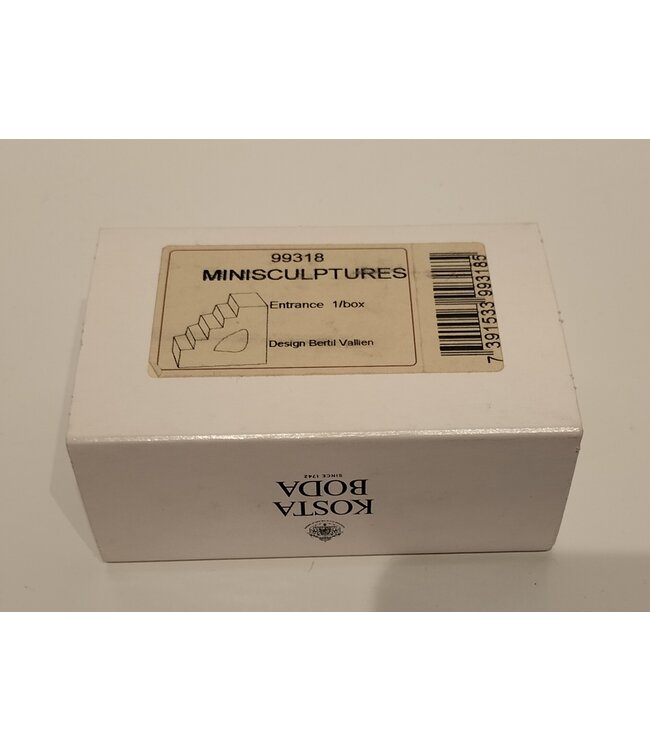 99318
MINISCULPTURES
Entrance 1/box
Design Bertil Vallien
7 391533 993185
KOSTA
BODA
SINCE 1742